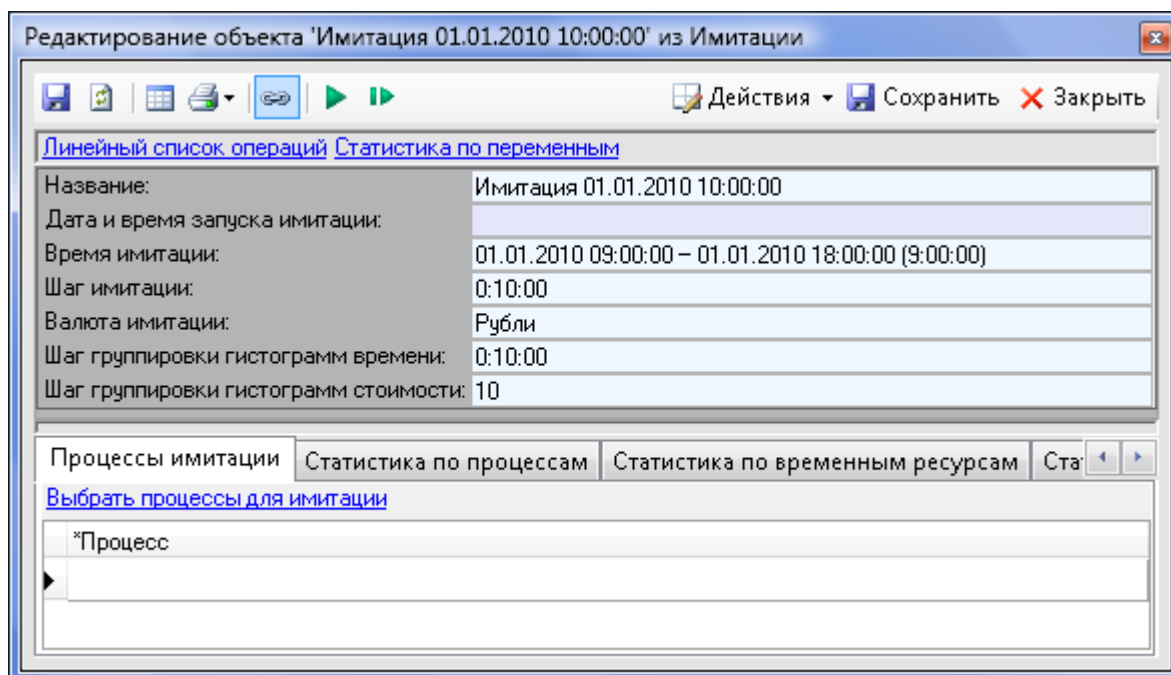 Редактирование объекта 'Имитация 01.01.2010 10:00:00' из Имитации
Действия Сохранить Закрыть
Линейный список операций Статистика по переменным
Название: Имитация 01.01.2010 10:00:00
Дата и время запуска имитации:
Время имитации: 01.01.2010 09:00:00 – 01.01.2010 18:00:00 (9:00:00)
Шаг имитации: 0:10:00
Валюта имитации: Рубли
Шаг группировки гистограмм времени: 0:10:00
Шаг группировки гистограмм стоимости: 10
Процессы имитации Статистика по процессам Статистика по временным ресурсам Ста
Выбрать процессы для имитации
*Процесс